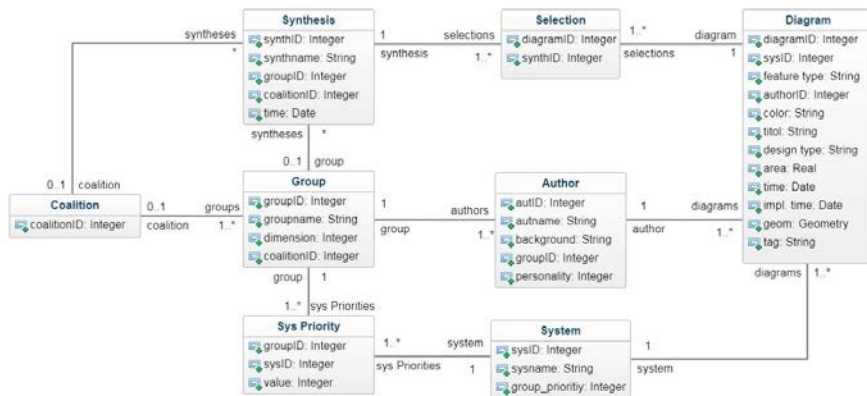 Synthesis
synthID: Integer
synthname: String
groupID: Integer
coalitionID: Integer
time: Date
Selection
diagramID: Integer
synthID: Integer
Diagram
diagramID: Integer
sysID: Integer
feature type: String
authorID: Integer
color: String
titol: String
design type: String
area: Real
time: Date
impl. time: Date
geom: Geometry
tag: String
syntheses
*
1
synthesis
selections
1..*
1..*
selections
diagram
1
syntheses *
0..1 group
0..1 coalition
Coalition
coalitionID: Integer
0..1
coalition
groups
1..*
Group
groupID: Integer
groupname: String
dimension: Integer
coalitionID: Integer
1
group
authors
1..*
Author
autID: Integer
autname: String
background: String
groupID: Integer
personality: Integer
1
author
diagrams
1..*
group 1
1..* sys Priorities
diagrams 1..*
Sys Priority
groupID: Integer
sysID: Integer
value: Integer
1..*
sys Priorities
system
1
System
sysID: Integer
sysname: String
group_prioritiy: Integer
1
system